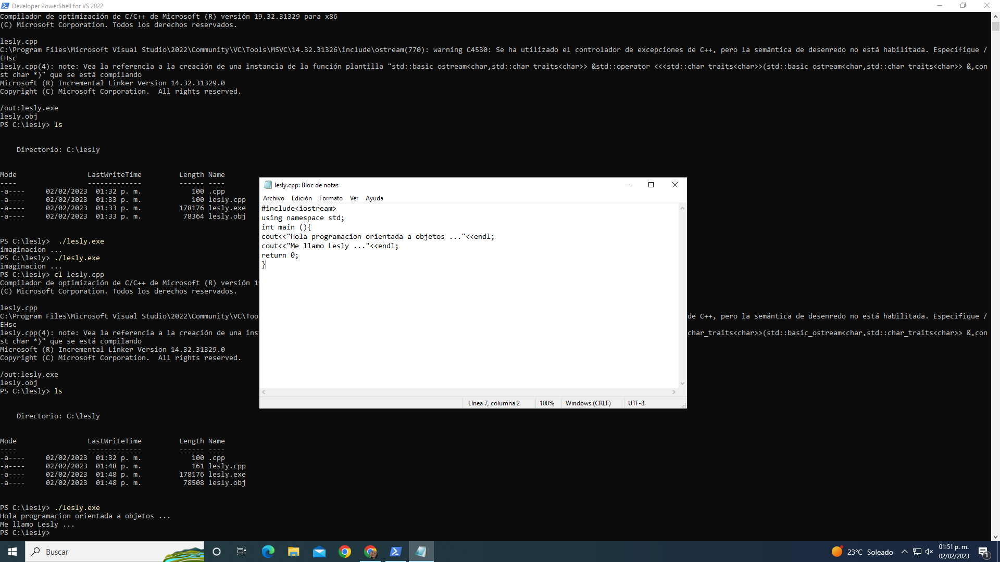 Developer PowerShell for VS 2022
Compilador de optimización de C/C++ de Microsoft (R) versión 19.32.31329 para x86
(C) Microsoft Corporation. Todos los derechos reservados.
lesly.cpp
C:\Program Files\Microsoft Visual Studio\2022\Community\VC\Tools\MSVC\14.32.31326\include\ostream(770): warning C4530: Se ha utilizado el controlador de excepciones de C++, pero la semántica de desenredo no está habilitada. Especifique /
EHsc
lesly.cpp(4): note: Vea la referencia a la creación de una instancia de la función plantilla "std::basic_ostream<char,std::char_traits<char>> &std::operator <<<std::char_traits<char>>(std::basic_ostream<char,std::char_traits<char>> &,con
st char *)" que se está compilando
Microsoft (R) Incremental Linker Version 14.32.31329.0
Copyright (C) Microsoft Corporation.  All rights reserved.
/out:lesly.exe
lesly.obj
PS C:\lesly> ls
Directorio: C:\lesly
Mode                 LastWriteTime         Length Name
----                 -------------         ------ ----
-a----     02/02/2023  01:32 p. m.            100 .cpp
-a----     02/02/2023  01:33 p. m.            100 lesly.cpp
-a----     02/02/2023  01:33 p. m.         178176 lesly.exe
-a----     02/02/2023  01:33 p. m.          78364 lesly.obj
PS C:\lesly>  ./lesly.exe
imaginacion ...
PS C:\lesly> ./lesly.exe
imaginacion ...
PS C:\lesly> cl lesly.cpp
Compilador de optimización de C/C++ de Microsoft (R) versión 19
(C) Microsoft Corporation. Todos los derechos reservados.
lesly.cpp
C:\Program Files\Microsoft Visual Studio\2022\Community\VC\Too de C++, pero la semántica de desenredo no está habilitada. Especifique /
EHsc
lesly.cpp(4): note: Vea la referencia a la creación de una ins char_traits<char>>(std::basic_ostream<char,std::char_traits<char>> &,con
st char *)" que se está compilando
Microsoft (R) Incremental Linker Version 14.32.31329.0
Copyright (C) Microsoft Corporation.  All rights reserved.
/out:lesly.exe
lesly.obj
PS C:\lesly> ls
Directorio: C:\lesly
Mode                 LastWriteTime         Length Name
----                 -------------         ------ ----
-a----     02/02/2023  01:32 p. m.            100 .cpp
-a----     02/02/2023  01:48 p. m.            161 lesly.cpp
-a----     02/02/2023  01:48 p. m.         178176 lesly.exe
-a----     02/02/2023  01:48 p. m.          78508 lesly.obj
PS C:\lesly> ./lesly.exe
Hola programacion orientada a objetos ...
Me llamo Lesly ...
PS C:\lesly>
lesly.cpp: Bloc de notas
Archivo Edición Formato Ver Ayuda
#include<iostream>
using namespace std;
int main (){
cout<<"Hola programacion orientada a objetos ..."<<endl;
cout<<"Me llamo Lesly ..."<<endl;
return 0;
}
Línea 7, columna 2 100% Windows (CRLF) UTF-8
Buscar
23°C Soleado
01:51 p. m.
02/02/2023
1